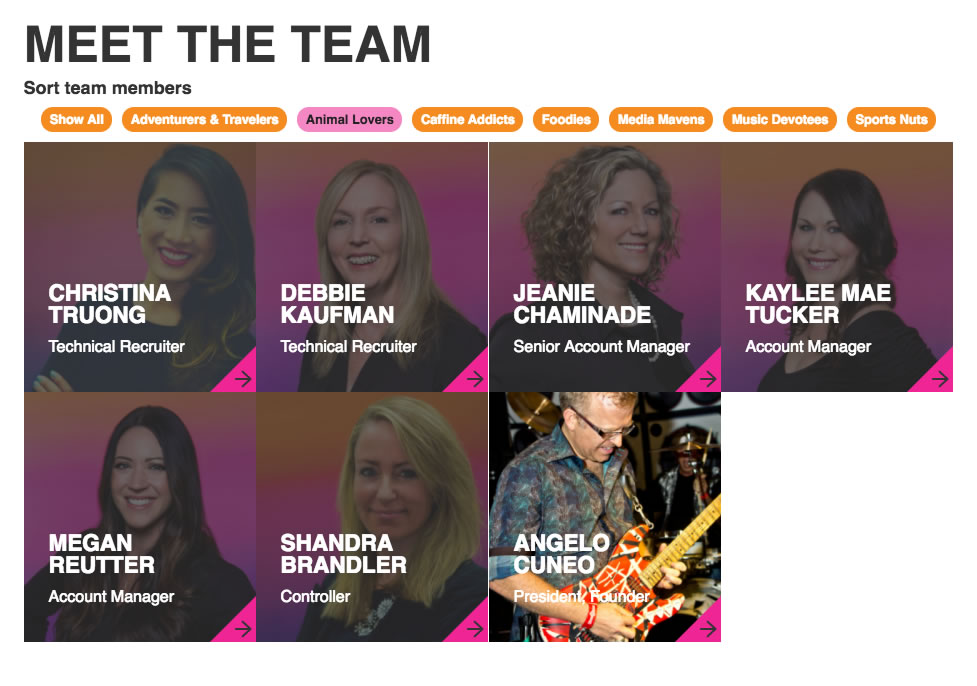 MEET THE TEAM
Sort team members
Show All Adventurers & Travelers Animal Lovers Caffine Addicts Foodies Media Mavens Music Devotees Sports Nuts
CHRISTINA
TRUONG
Technical Recruiter
DEBBIE
KAUFMAN
Technical Recruiter
JEANIE
CHAMINADE
Senior Account Manager
KAYLEE MAE
TUCKER
Account Manager
MEGAN
REUTTER
Account Manager
SHANDRA
BRANDLER
Controller
ANGELO
CUNEO
President, Founder